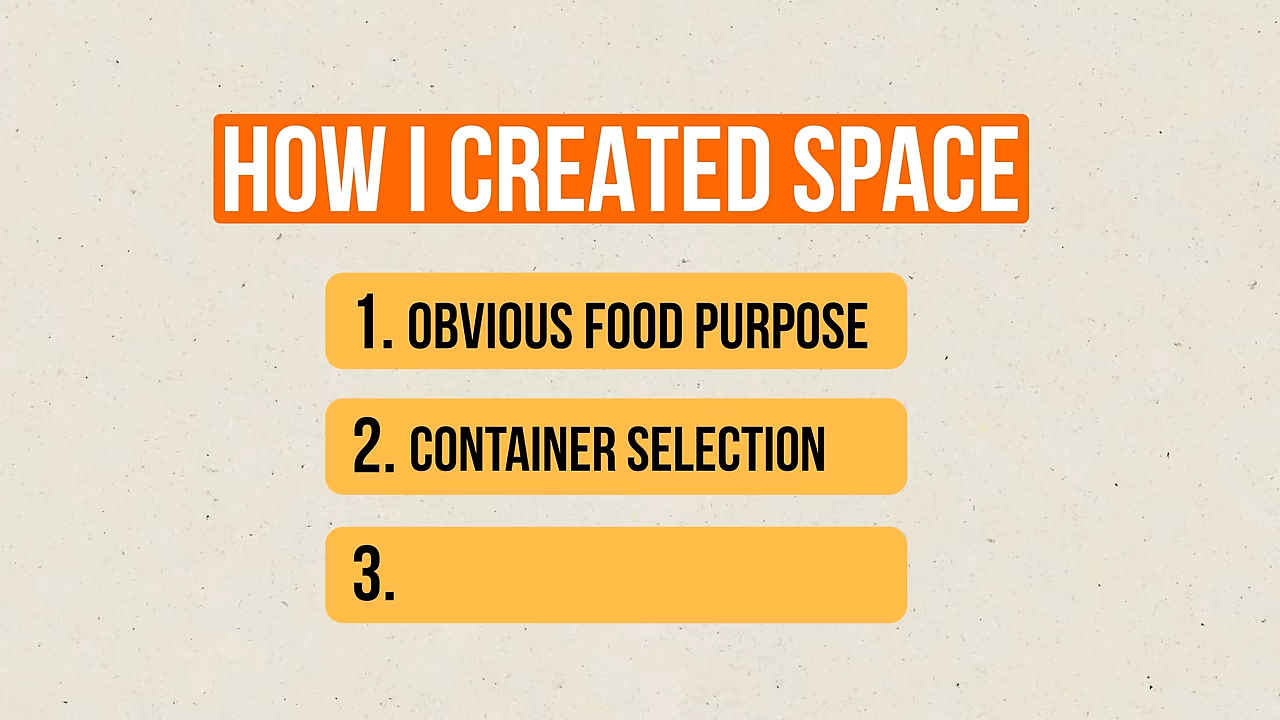 HOW I CREATED SPACE
1. OBVIOUS FOOD PURPOSE
2. CONTAINER SELECTION
3.